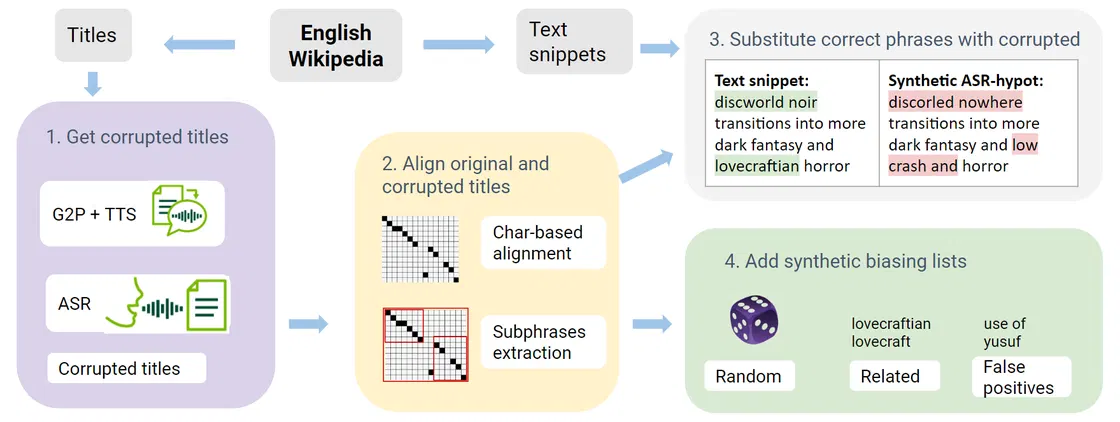 Titles
English
Wikipedia
Text
snippets
1. Get corrupted titles
G2P + TTS
ASR
Corrupted titles
2. Align original and
corrupted titles
Char-based
alignment
Subphrases
extraction
3. Substitute correct phrases with corrupted
Text snippet:
discworld noir
transitions into more
dark fantasy and
lovecraftian horror
Synthetic ASR-hypot:
discorled nowhere
transitions into more
dark fantasy and low
crash and horror
4. Add synthetic biasing lists
Random
lovecraftian
lovecraft
Related
use of
yusuf
False
positives